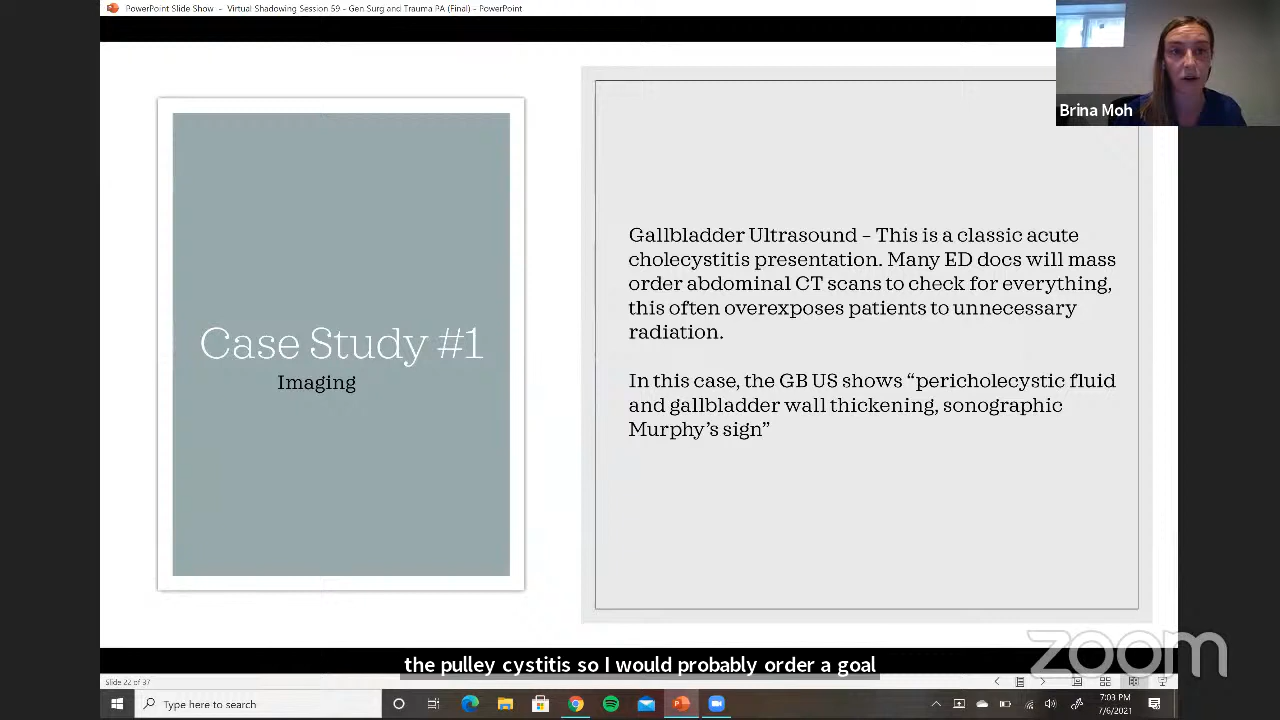 PowerPoint Slide Show - Virtual Shadowing Session 59 - Gen Surg and Trauma PA (Final) - PowerPoint
Brina Moh
Case Study #1
Imaging
Gallbladder Ultrasound – This is a classic acute
cholecystitis presentation. Many ED docs will mass
order abdominal CT scans to check for everything,
this often overexposes patients to unnecessary
radiation.
In this case, the GB US shows “pericholecystic fluid
and gallbladder wall thickening, sonographic
Murphy’s sign”
zoom
the pulley cystitis so I would probably order a goal
Slide 22 of 37
Type here to search
7:03 PM
7/6/2021